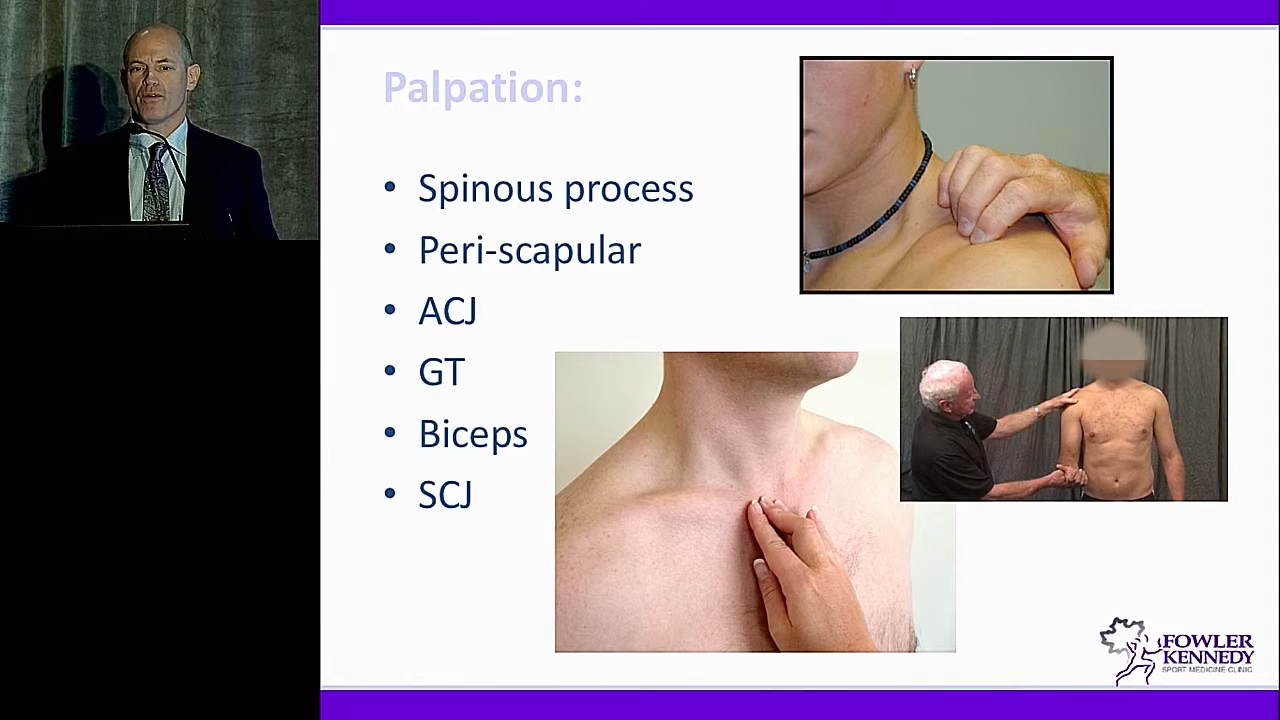 Palpation:
• Spinous process
• Peri-scapular
• ACJ
• GT
• Biceps
• SCJ
FOWLER
KENNEDY
SPORT MEDICINE CLINIC